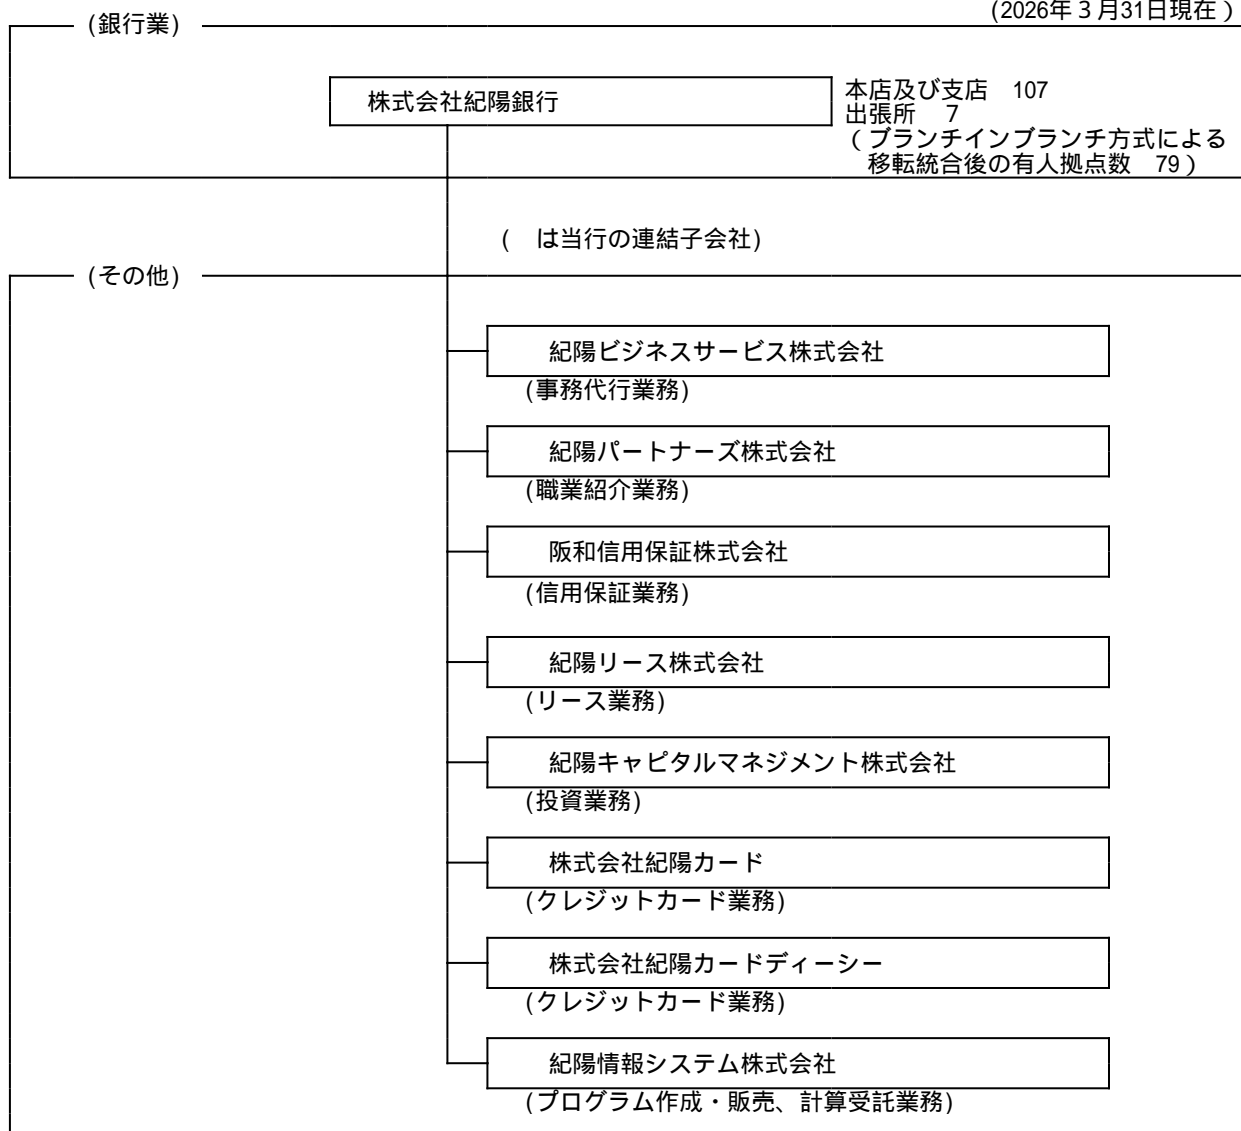 (2026年3月31日現在)
(銀行業)
株式会社紀陽銀行
本店及び支店 107
出張所 7
(ブランチインブランチ方式による
移転統合後の有人拠点数 79)
( は当行の連結子会社)
(その他)
紀陽ビジネスサービス株式会社
(事務代行業務)
紀陽パートナーズ株式会社
(職業紹介業務)
阪和信用保証株式会社
(信用保証業務)
紀陽リース株式会社
(リース業務)
紀陽キャピタルマネジメント株式会社
(投資業務)
株式会社紀陽カード
(クレジットカード業務)
株式会社紀陽カードディーシー
(クレジットカード業務)
紀陽情報システム株式会社
(プログラム作成・販売、計算受託業務)